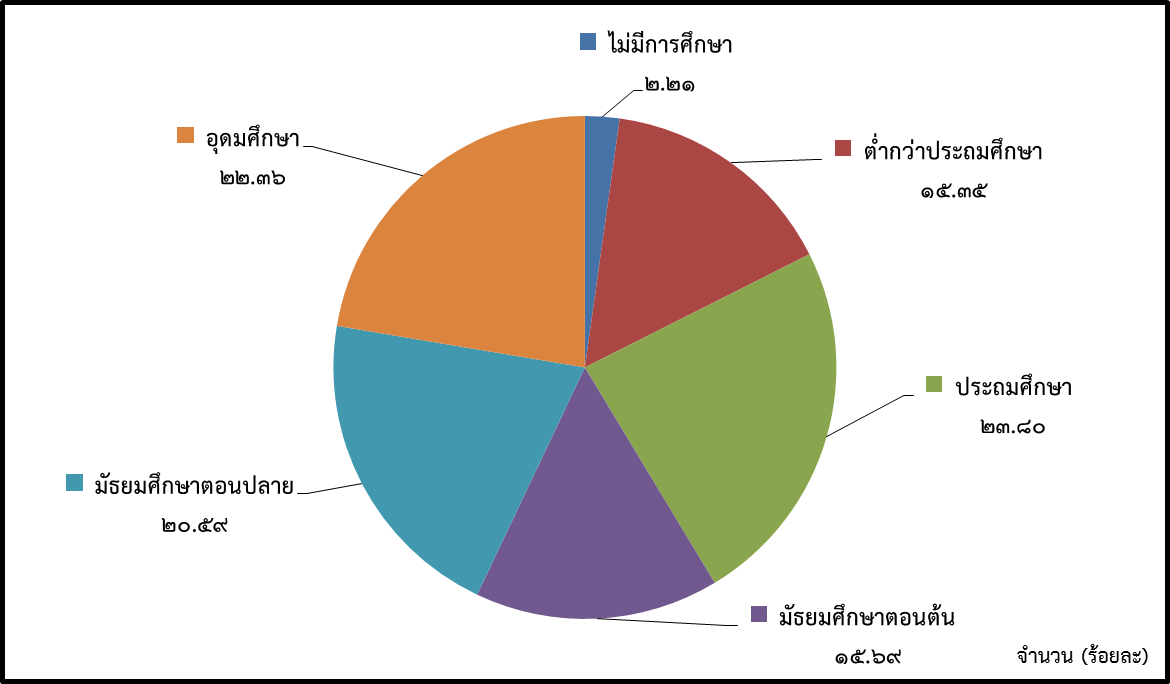 ไม่มีการศึกษา
๒.๒๑
อุดมศึกษา
๒๒.๓๖
ต่ำกว่าประถมศึกษา
๑๕.๓๕
ประถมศึกษา
๒๓.๘๐
มัธยมศึกษาตอนปลาย
๒๐.๕๙
มัธยมศึกษาตอนต้น
๑๕.๖๙
จำนวน (ร้อยละ)